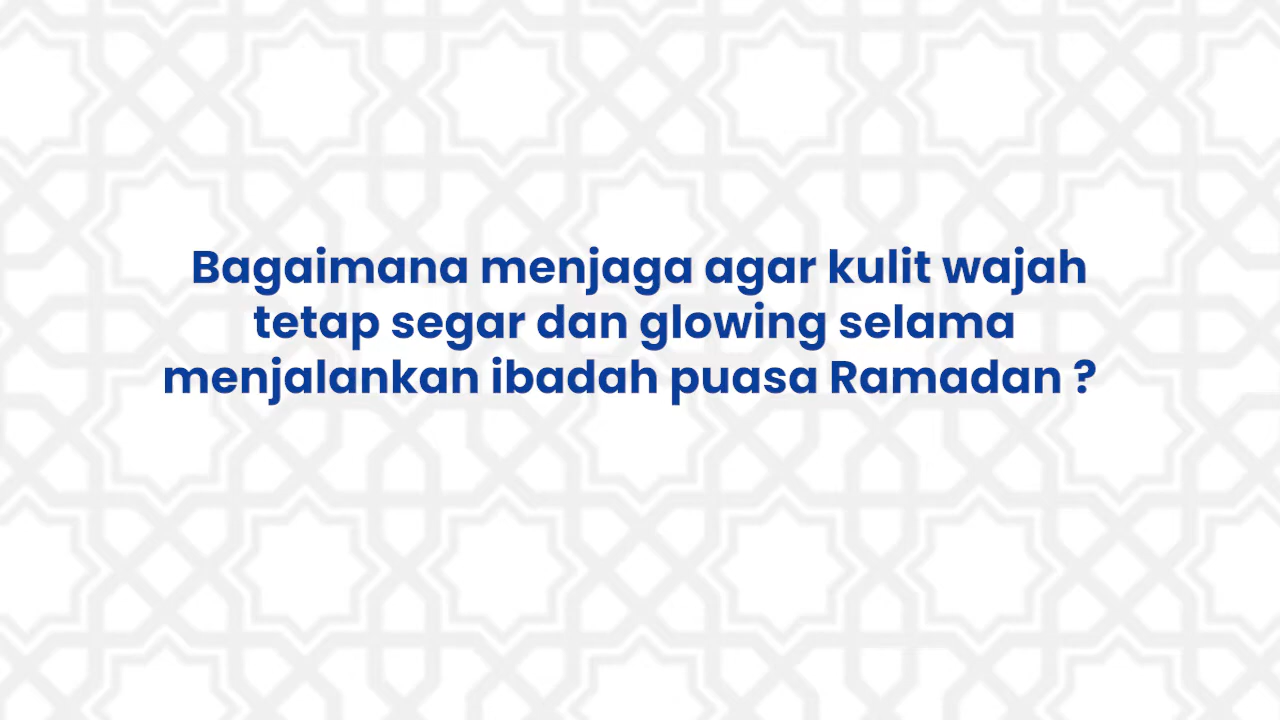 Bagaimana menjaga agar kulit wajah
tetap segar dan glowing selama
menjalankan ibadah puasa Ramadan ?